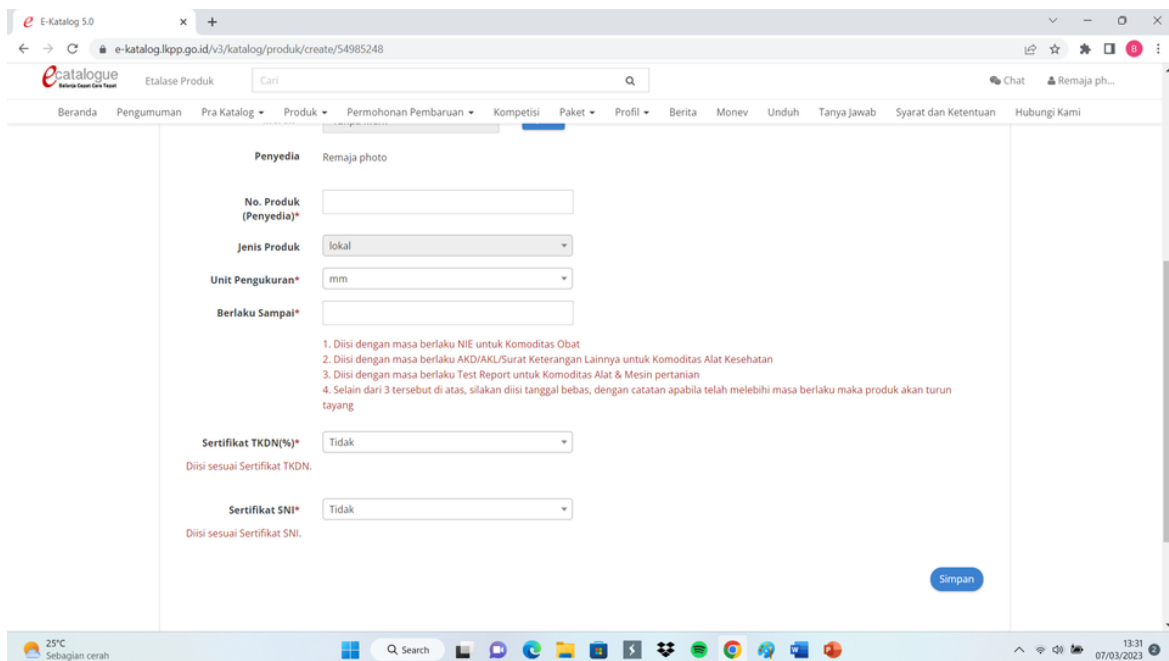 E-Katalog 5.0
e-katalog.lkpp.go.id/v3/katalog/produk/create/54985248
B
ecatalogue
Belanja Cepat Cara Tepat
Etalase Produk
Cari
Chat
Remaja ph...
Beranda Pengumuman Pra Katalog Produk Permohonan Pembaruan Kompetisi Paket Profil Berita Monev Unduh Tanya Jawab Syarat dan Ketentuan Hubungi Kami
Penyedia Remaja photo
No. Produk
(Penyedia)*
Jenis Produk lokal
Unit Pengukuran* mm
Berlaku Sampai*
1. Diisi dengan masa berlaku NIE untuk Komoditas Obat
2. Diisi dengan masa berlaku AKD/AKL/Surat Keterangan Lainnya untuk Komoditas Alat Kesehatan
3. Diisi dengan masa berlaku Test Report untuk Komoditas Alat & Mesin pertanian
4. Selain dari 3 tersebut di atas, silakan diisi tanggal bebas, dengan catatan apabila telah melebihi masa berlaku maka produk akan turun
tayang
Sertifikat TKDN(%)* Tidak
Diisi sesuai Sertifikat TKDN.
Sertifikat SNI* Tidak
Diisi sesuai Sertifikat SNI.
Simpan
25°C
Sebagian cerah
Search
13:31
07/03/2023
2